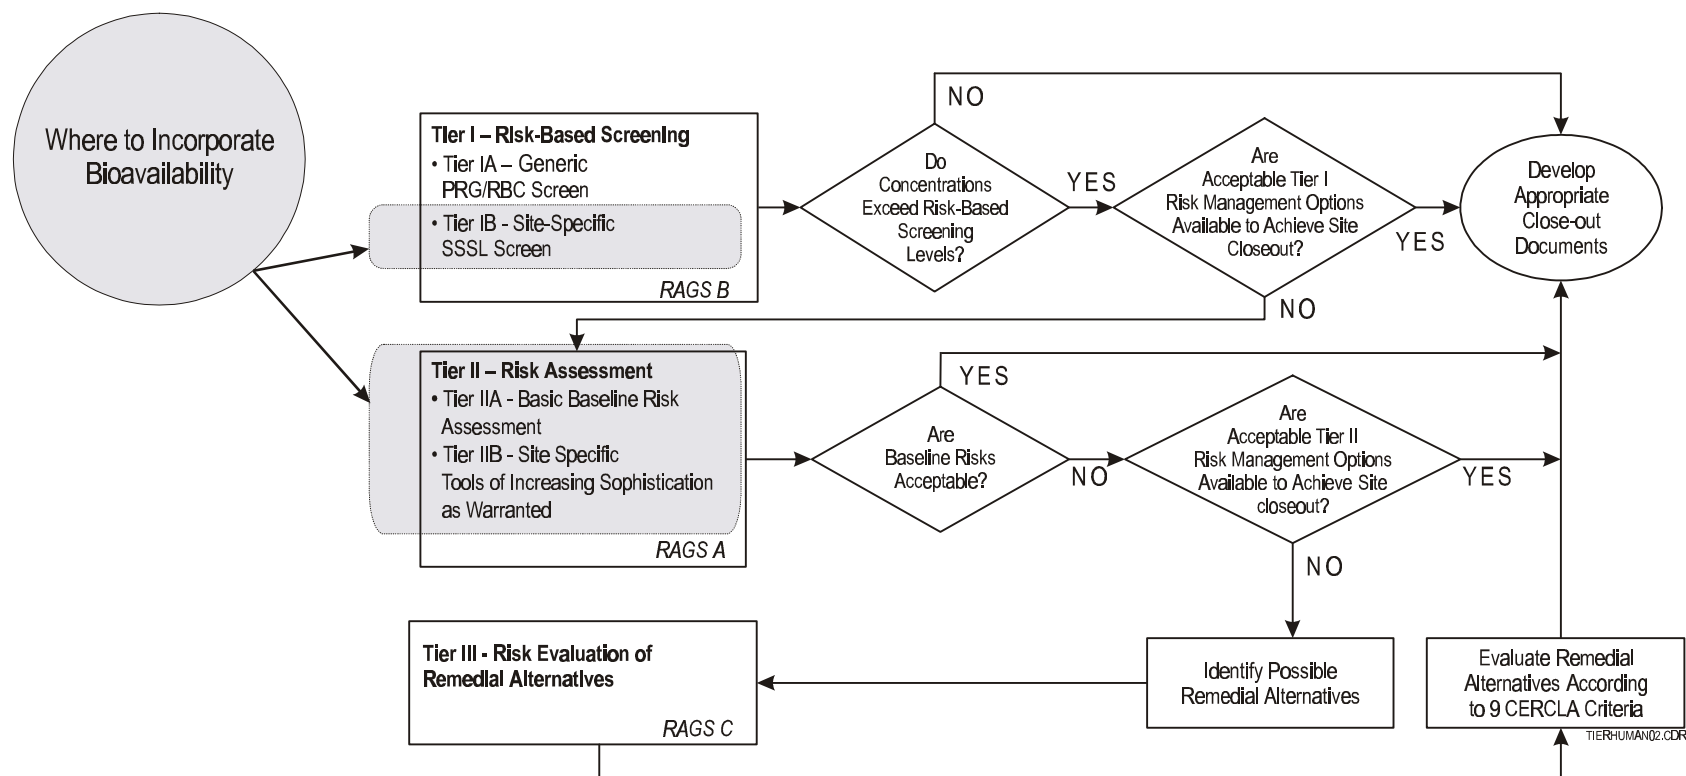 Where to Incorporate
Bioavailability
Tier I – Risk-Based Screening
• Tier IA – Generic
PRG/RBC Screen
• Tier IB - Site-Specific
SSSL Screen
RAGS B
Do
Concentrations
Exceed Risk-Based
Screening
Levels?
NO
YES
Are
Acceptable Tier I
Risk Management Options
Available to Achieve Site
Closeout?
YES
NO
Develop
Appropriate
Close-out
Documents
Tier II – Risk Assessment
• Tier IIA - Basic Baseline Risk
Assessment
• Tier IIB - Site Specific
Tools of Increasing Sophistication
as Warranted
RAGS A
Are
Baseline Risks
Acceptable?
YES
NO
Are
Acceptable Tier II
Risk Management Options
Available to Achieve Site
closeout?
YES
NO
Tier III - Risk Evaluation of
Remedial Alternatives
RAGS C
Identify Possible
Remedial Alternatives
Evaluate Remedial
Alternatives According
to 9 CERCLA Criteria
TIERHUMAN02.CDR